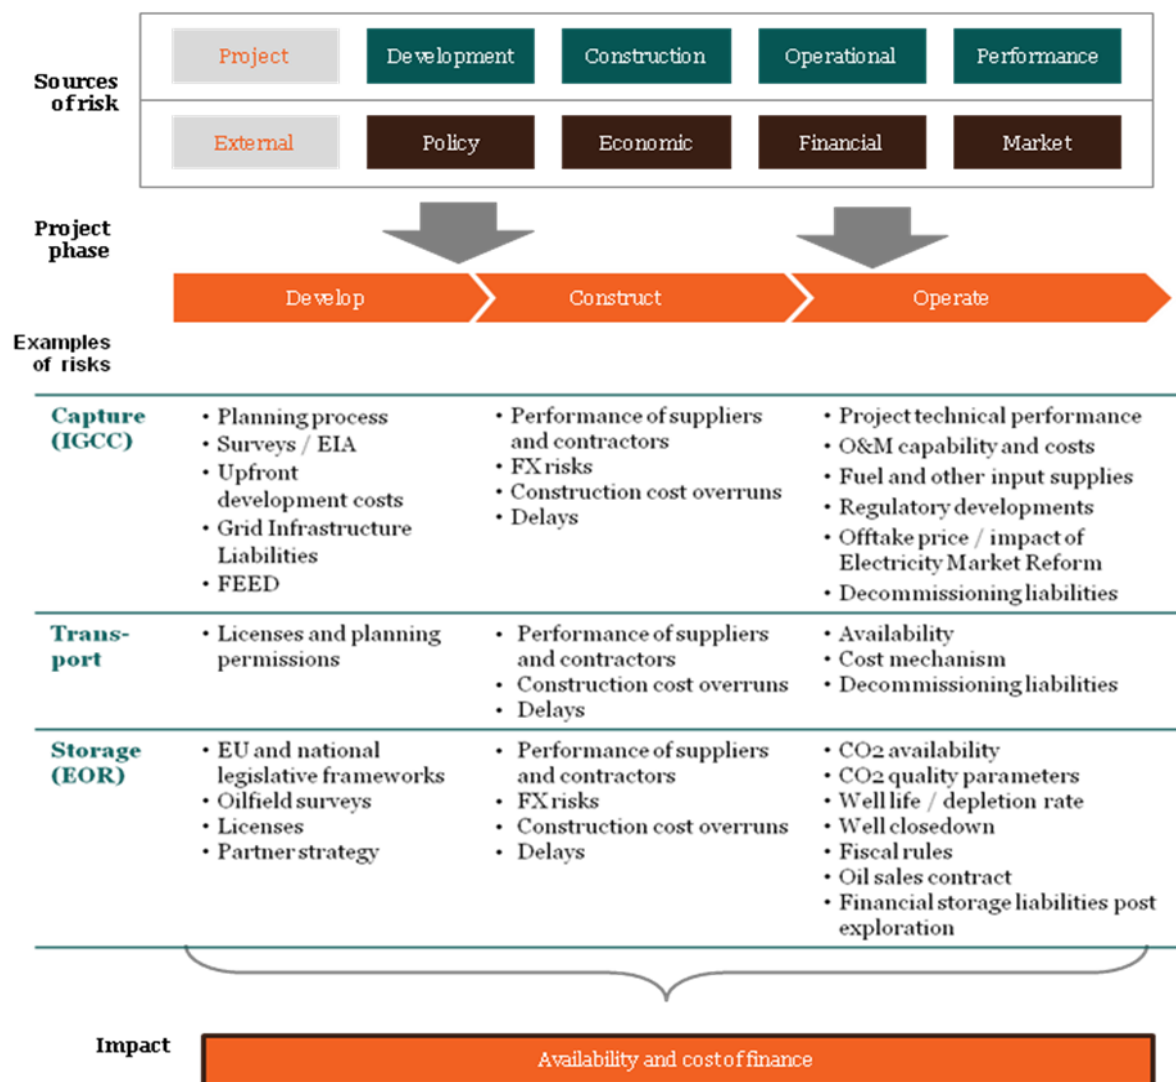 Sources
of risk
Project
Development
Construction
Operational
Performance
External
Policy
Economic
Financial
Market
Project
phase
Develop
Construct
Operate
Examples
of risks
Capture
(IGCC)
• Planning process
• Surveys / EIA
• Upfront
development costs
• Grid Infrastructure
Liabilities
• FEED
• Performance of suppliers
and contractors
• FX risks
• Construction cost overruns
• Delays
• Project technical performance
• O&M capability and costs
• Fuel and other input supplies
• Regulatory developments
• Offtake price / impact of
Electricity Market Reform
• Decommissioning liabilities
Trans-
port
• Licenses and planning
permissions
• Performance of suppliers
and contractors
• Construction cost overruns
• Delays
• Availability
• Cost mechanism
• Decommissioning liabilities
Storage
(EOR)
• EU and national
legislative frameworks
• Oilfield surveys
• Licenses
• Partner strategy
• Performance of suppliers
and contractors
• FX risks
• Construction cost overruns
• Delays
• CO2 availability
• CO2 quality parameters
• Well life / depletion rate
• Well closedown
• Fiscal rules
• Oil sales contract
• Financial storage liabilities post
exploration
Impact
Availability and cost of finance